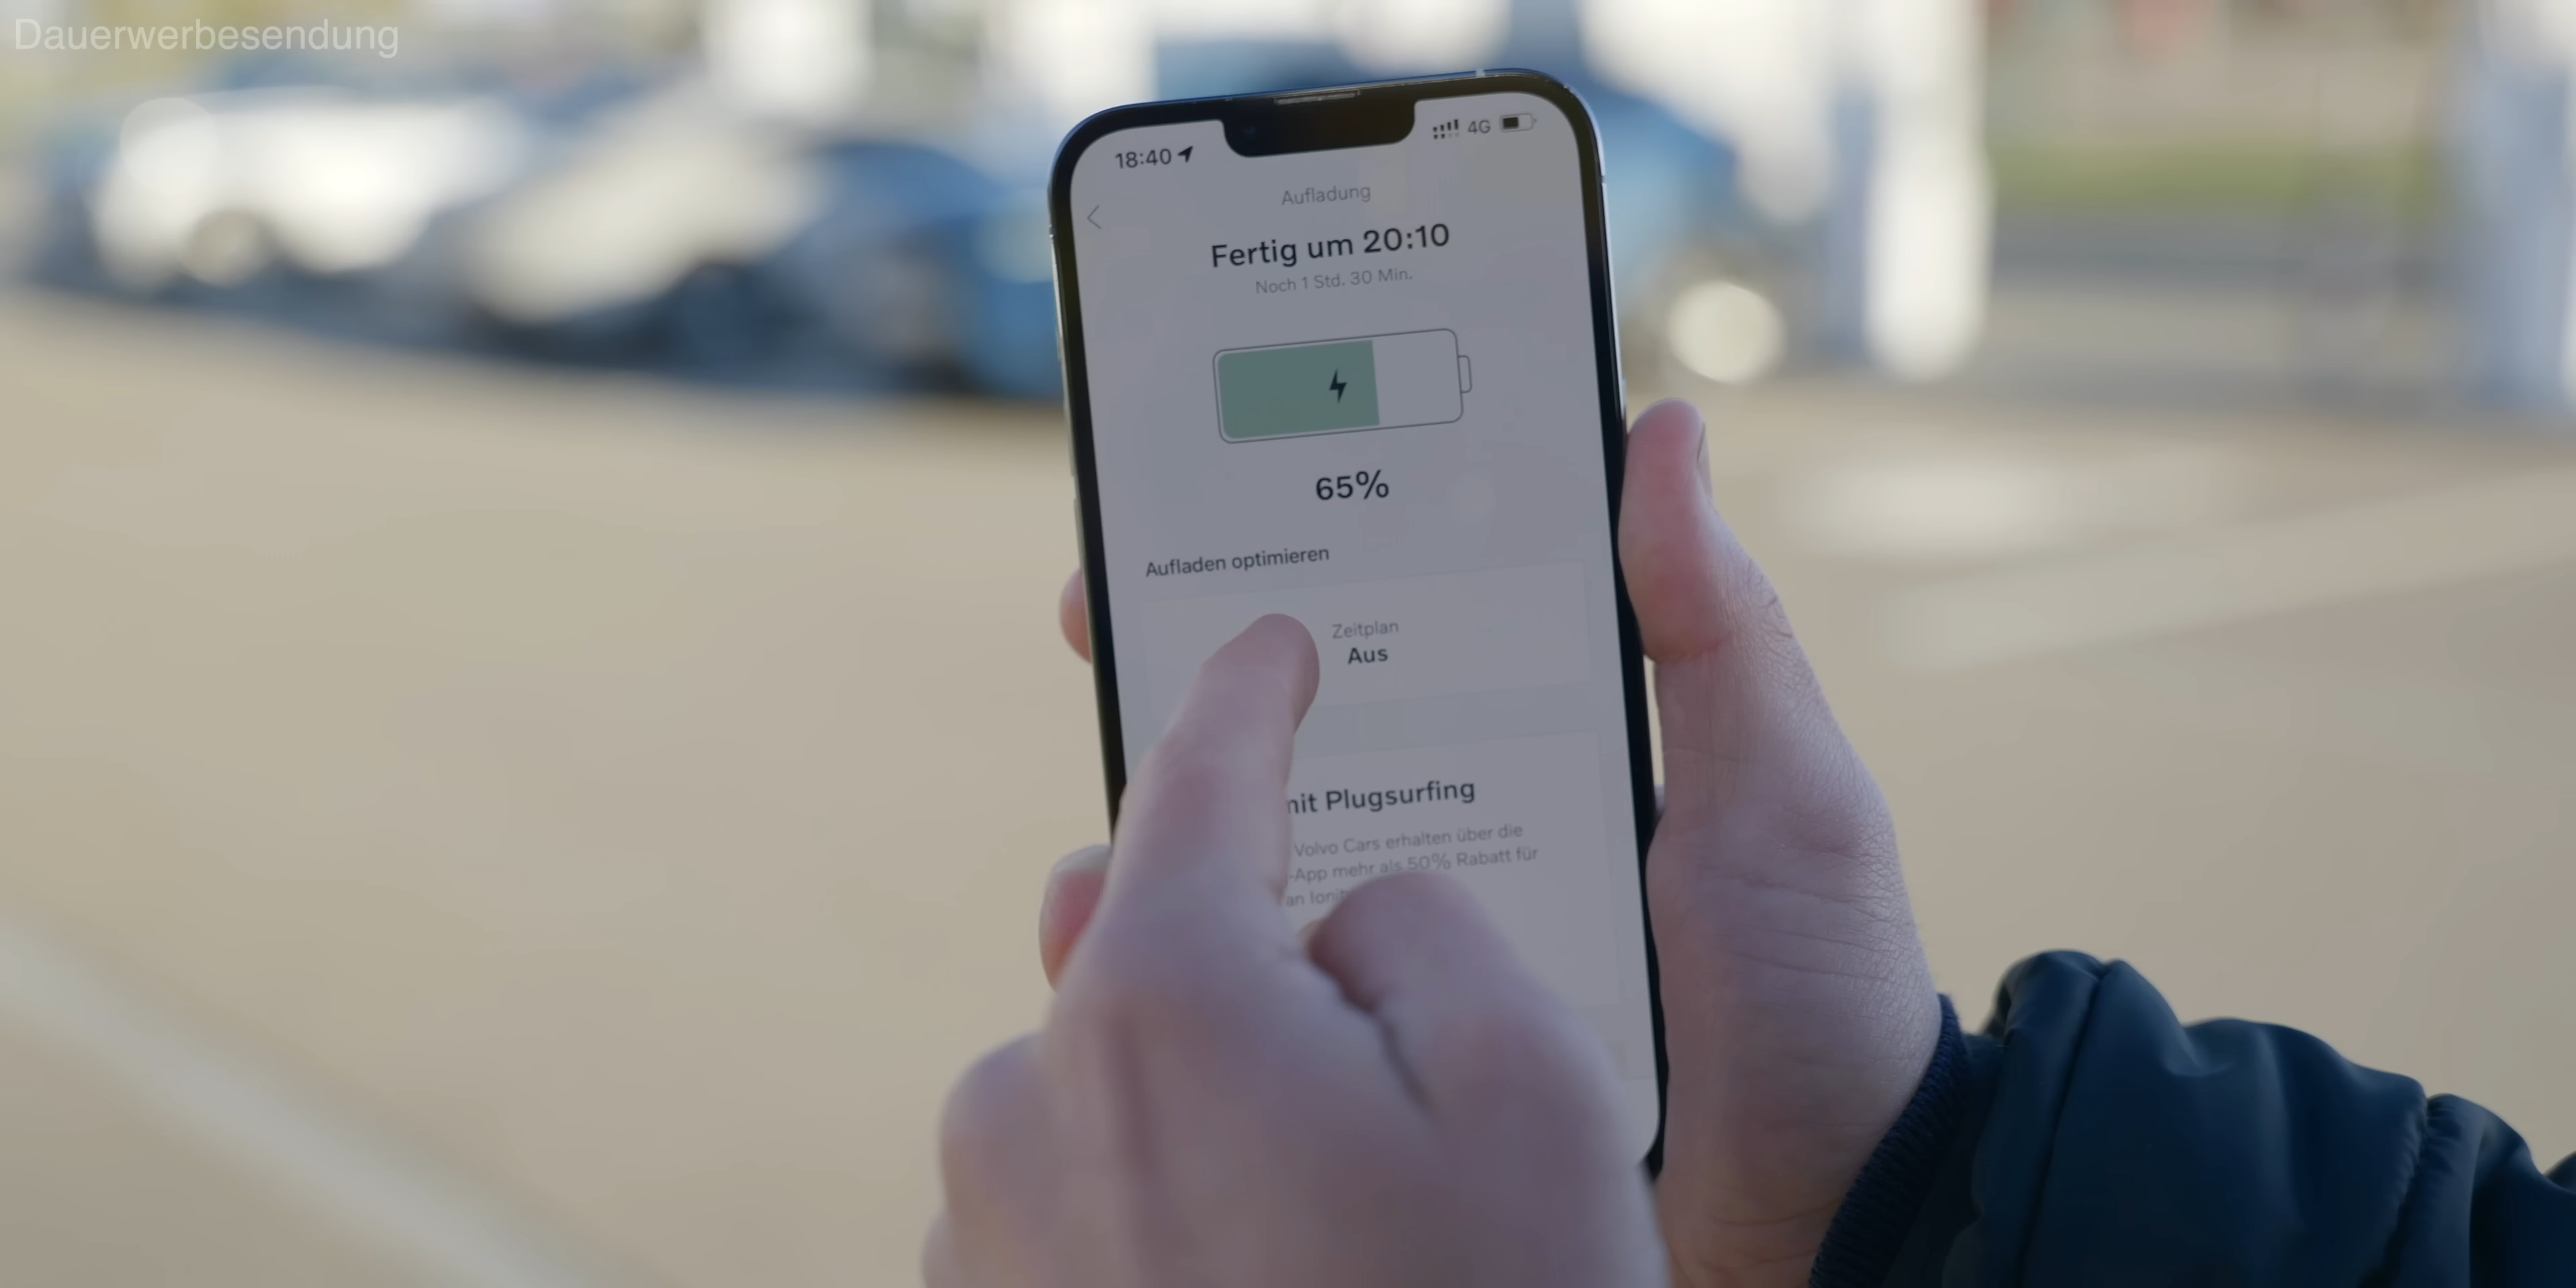 Dauerwerbesendung
18:40
4G
Aufladung
Fertig um 20:10
Noch 1 Std. 30 Min.
65%
Aufladen optimieren
Zeitplan
Aus
mit Plugsurfing
Volvo Cars erhalten über die
-App mehr als 50% Rabatt für
an